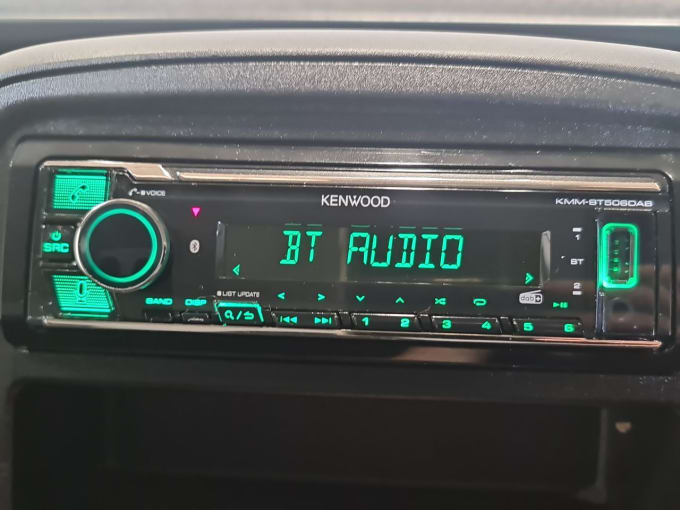 VOICE
KENWOOD
KMM-BT506DAB
SRC
BT AUDIO
1
BT
2
BAND DISP
LIST UPDATE
dab+
1 2 3 4 5 6